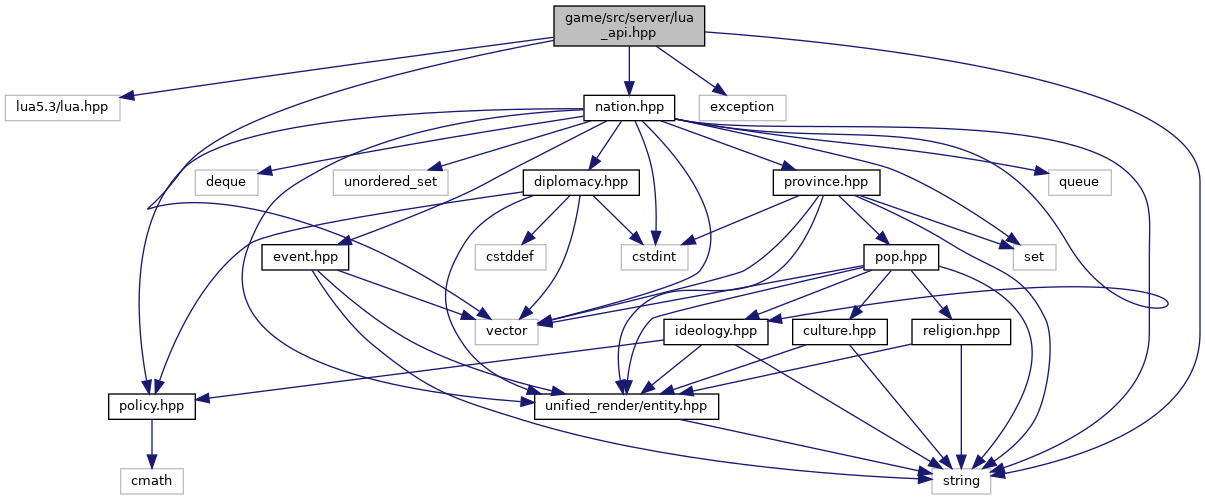 game/src/server/lua
_api.hpp
lua5.3/lua.hpp
nation.hpp
exception
deque
unordered_set
diplomacy.hpp
province.hpp
queue
event.hpp
cstddef
cstdint
pop.hpp
set
vector
ideology.hpp
culture.hpp
religion.hpp
policy.hpp
unified_render/entity.hpp
cmath
string